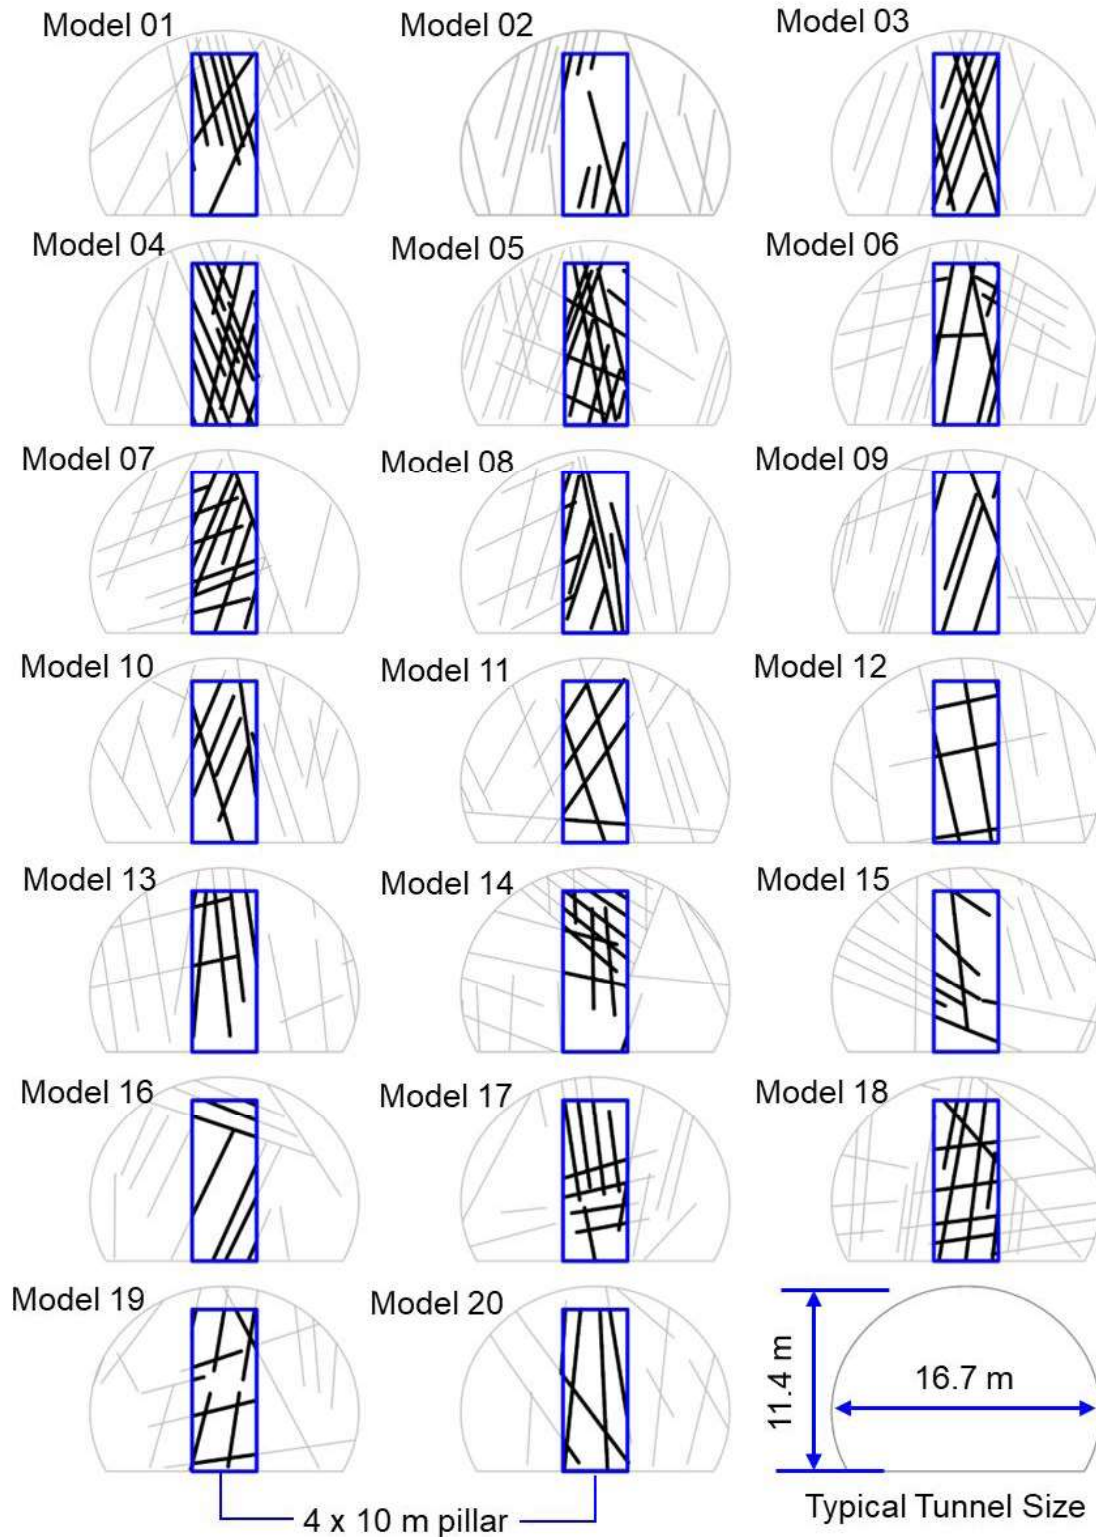 Model 01
Model 02
Model 03
Model 04
Model 05
Model 06
Model 07
Model 08
Model 09
Model 10
Model 11
Model 12
Model 13
Model 14
Model 15
Model 16
Model 17
Model 18
Model 19
Model 20
11.4 m
16.7 m
4 x 10 m pillar
Typical Tunnel Size